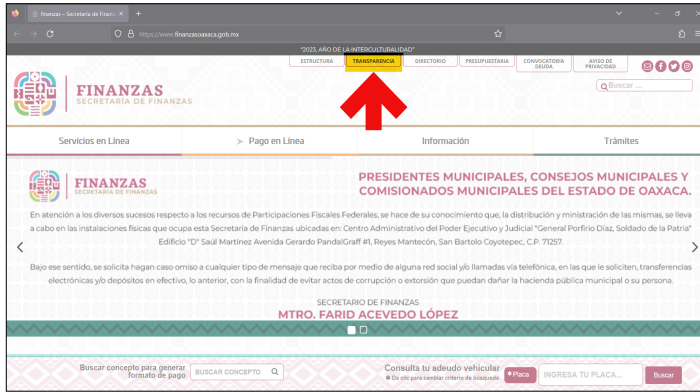 finanzas – Secretaría de Finanz
https://www.finanzasoaxaca.gob.mx
"2023, AÑO DE LA INTERCULTURALIDAD"
ESTRUCTURA TRANSPARENCIA DIRECTORIO PRESUPUESTARIA CONVOCATORIA DEUDA AVISO DE PRIVACIDAD
Buscar ...
FINANZAS
SECRETARÍA DE FINANZAS
Servicios en Línea ➤ Pago en Línea Información Trámites
FINANZAS
SECRETARÍA DE FINANZAS
PRESIDENTES MUNICIPALES, CONSEJOS MUNICIPALES Y
COMISIONADOS MUNICIPALES DEL ESTADO DE OAXACA.
En atención a los diversos sucesos respecto a los recursos de Participaciones Fiscales Federales, se hace de su conocimiento que, la distribución y ministración de las mismas, se lleva
a cabo en las instalaciones físicas que ocupa esta Secretaría de Finanzas ubicadas en: Centro Administrativo del Poder Ejecutivo y Judicial "General Porfirio Díaz, Soldado de la Patria"
Edificio "D" Saúl Martínez Avenida Gerardo PandalGraff #1, Reyes Mantecón, San Bartolo Coyotepec, C.P. 71257.
Bajo ese sentido, se solicita hagan caso omiso a cualquier tipo de mensaje que reciba por medio de alguna red social y/o llamadas vía telefónica, en las que le soliciten, transferencias
electrónicas y/o depósitos en efectivo, lo anterior, con la finalidad de evitar actos de corrupción o extorsión que puedan dañar la hacienda pública municipal o su persona.
SECRETARIO DE FINANZAS
MTRO. FARID ACEVEDO LÓPEZ
Buscar concepto para generar
formato de pago
BUSCAR CONCEPTO
Consulta tu adeudo vehicular
✱ Da clic para cambiar criterio de búsqueda
✱Placa
INGRESA TU PLACA...
Buscar